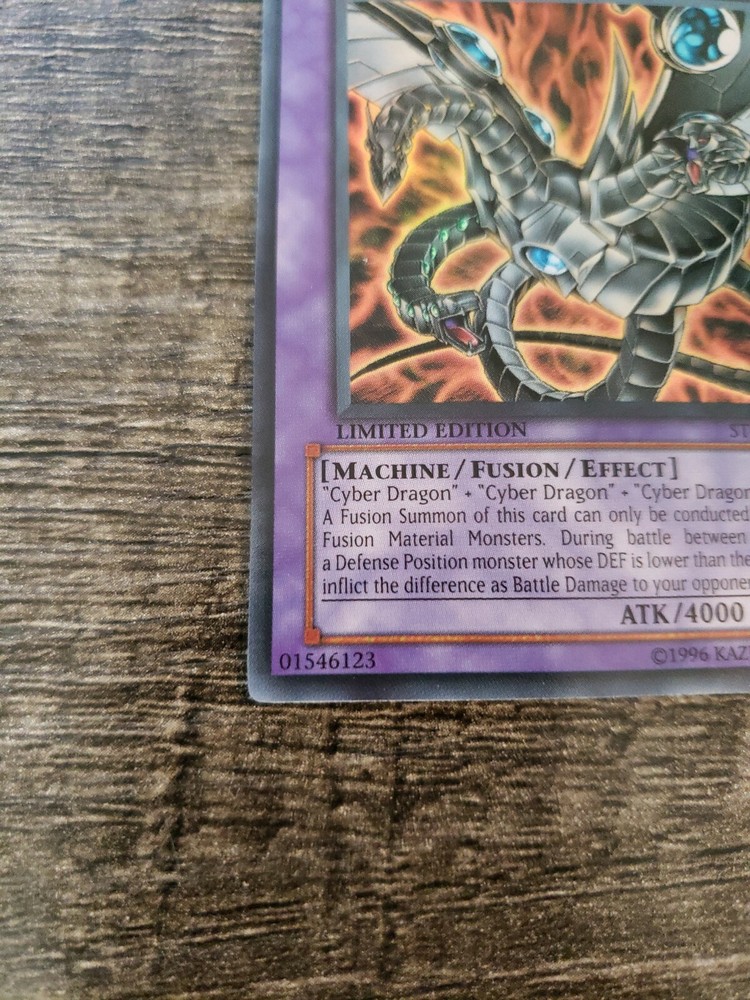 LIMITED EDITION
[MACHINE/FUSION/EFFECT]
"Cyber Dragon" + "Cyber Dragon" + "Cyber Dragon
A Fusion Summon of this card can only be conducted
Fusion Material Monsters. During battle between
a Defense Position monster whose DEF is lower than the
inflict the difference as Battle Damage to your
ATK/4000
01546123 ©1996